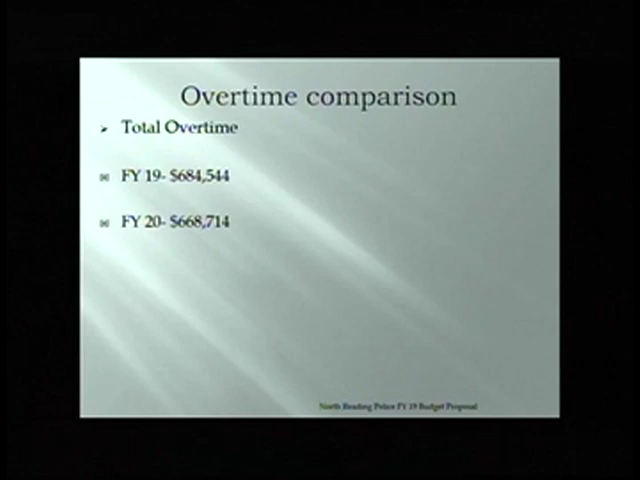 Overtime comparison
Total Overtime
FY 19- $684,544
FY 20- $668,714
North Reading Police FY 19 Budget Proposal